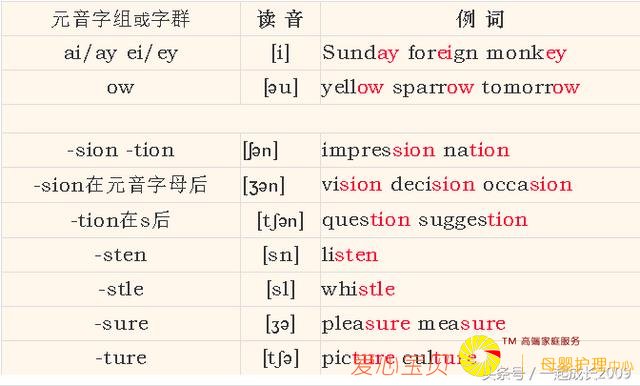 元音字组或字群 读 音 例 词
ai/ay ei/ey [i] Sunday foreign monkey
ow [əu] yellow sparrow tomorrow
-sion -tion [ʃən] impression nation
-sion在元音字母后 [ʒən] vision decision occasion
-tion在s后 [tʃən] question suggestion
-sten [sn] listen
-stle [sl] whistle
-sure [ʒə] pleasure measure
-ture [tʃə] picture culture
TM 高端家庭服务
爱心宝贝 母婴护理中心
头条号 / 一起成长2009